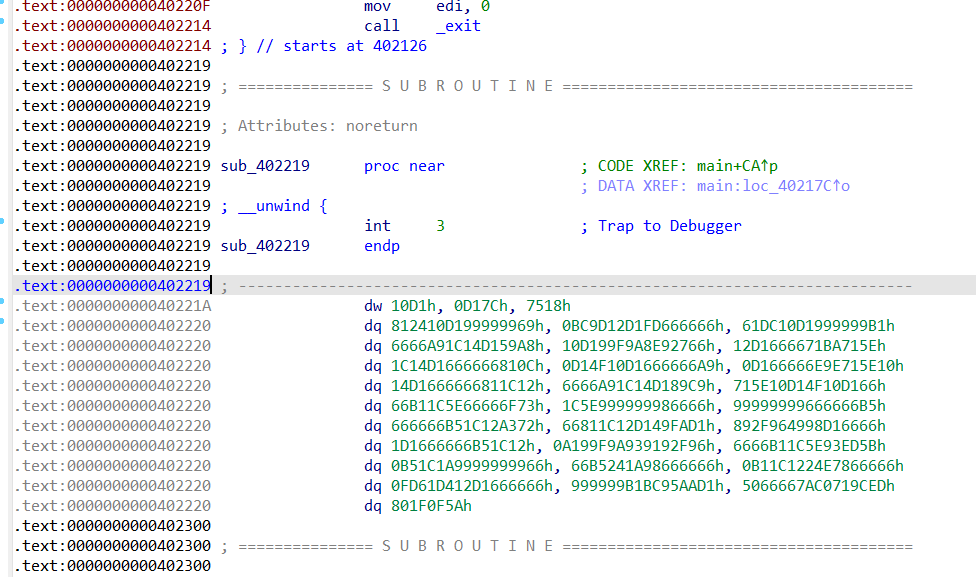 .text:000000000040220F                 mov     edi, 0
.text:0000000000402214                 call    _exit
.text:0000000000402214 ; } // starts at 402126
.text:0000000000402219
.text:0000000000402219 ; =============== S U B R O U T I N E =======================================
.text:0000000000402219
.text:0000000000402219 ; Attributes: noreturn
.text:0000000000402219
.text:0000000000402219 sub_402219      proc near               ; CODE XREF: main+CA↑p
.text:0000000000402219                                         ; DATA XREF: main:loc_40217C↑o
.text:0000000000402219 ; __unwind {
.text:0000000000402219                 int     3               ; Trap to Debugger
.text:0000000000402219 sub_402219      endp
.text:0000000000402219
.text:0000000000402219 ; ---------------------------------------------------------------------------
.text:000000000040221A                 dw 10D1h, 0D17Ch, 7518h
.text:0000000000402220                 dq 812410D199999969h, 0BC9D12D1FD666666h, 61DC10D1999999B1h
.text:0000000000402220                 dq 6666A91C14D159A8h, 10D199F9A8E92766h, 12D1666671BA715Eh
.text:0000000000402220                 dq 1C14D1666666810Ch, 0D14F10D1666666A9h, 0D166666E9E715E10h
.text:0000000000402220                 dq 14D1666666811C12h, 6666A91C14D189C9h, 715E10D14F10D166h
.text:0000000000402220                 dq 66B11C5E66666F73h, 1C5E999999986666h, 99999999666666B5h
.text:0000000000402220                 dq 666666B51C12A372h, 66811C12D149FAD1h, 892F964998D16666h
.text:0000000000402220                 dq 1D1666666B51C12h, 0A199F9A939192F96h, 6666B11C5E93ED5Bh
.text:0000000000402220                 dq 0B51C1A9999999966h, 66B5241A98666666h, 0B11C1224E7866666h
.text:0000000000402220                 dq 0FD61D412D1666666h, 999999B1BC95AAD1h, 5066667AC0719CEDh
.text:0000000000402220                 dq 801F0F5Ah
.text:0000000000402300
.text:0000000000402300 ; =============== S U B R O U T I N E =======================================
.text:0000000000402300